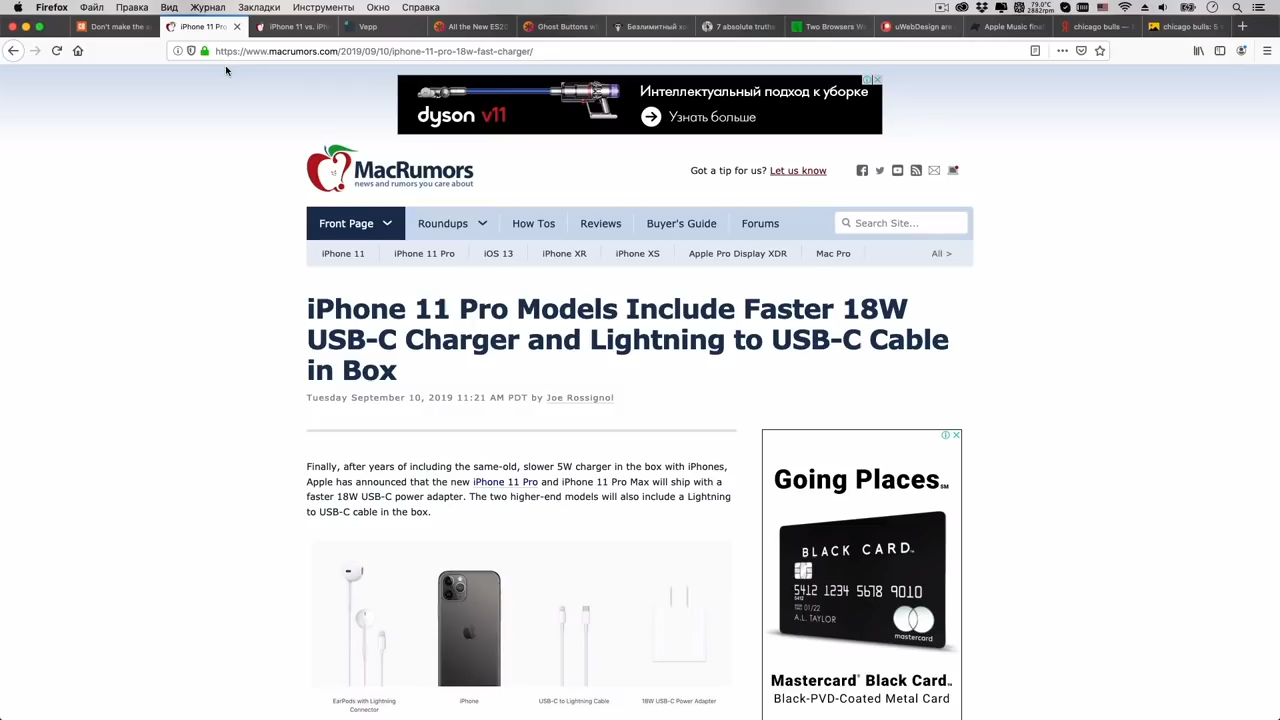 Firefox Файл Правка Вид Журнал Закладки Инструменты Окно Справка
79.0°C
2882rpm
Don't make the
iPhone 11 Pro
iPhone 11 vs. iPh
Vepp
All the New ES20
Ghost Buttons w
Безлимитный хо
7 absolute truths
Two Browsers W
uWebDesign are
Apple Music fina
chicago bulls —
chicago bulls: 5
https://www.macrumors.com/2019/09/10/iphone-11-pro-18w-fast-charger/
dyson v11
Интеллектуальный подход к уборке
Узнать больше
MacRumors
news and rumors you care about
Got a tip for us? Let us know
Front Page Roundups How Tos Reviews Buyer's Guide Forums Search Site...
iPhone 11 iPhone 11 Pro iOS 13 iPhone XR iPhone XS Apple Pro Display XDR Mac Pro All >
iPhone 11 Pro Models Include Faster 18W
USB-C Charger and Lightning to USB-C Cable
in Box
Tuesday September 10, 2019 11:21 AM PDT by Joe Rossignol
Finally, after years of including the same-old, slower 5W charger in the box with iPhones,
Apple has announced that the new iPhone 11 Pro and iPhone 11 Pro Max will ship with a
faster 18W USB-C power adapter. The two higher-end models will also include a Lightning
to USB-C cable in the box.
EarPods with Lightning
Connector
iPhone
USB-C to Lightning Cable
18W USB-C Power Adapter
Going Places℠
BLACK CARD™
5412 1234 5678 9010
5412
01/22
A.L. TAYLOR
mastercard
Mastercard® Black Card™
Black-PVD-Coated Metal Card